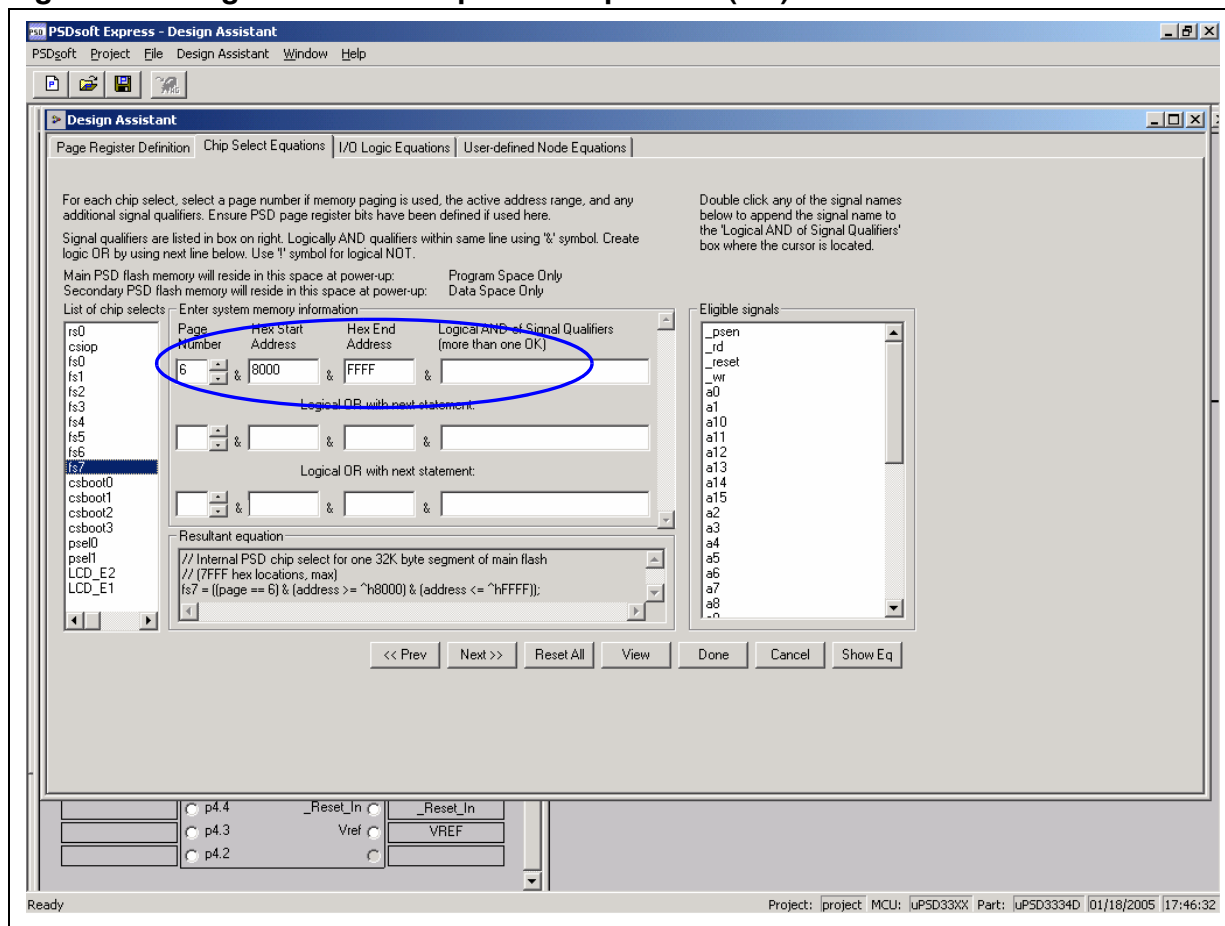 PSD PSDsoft Express - Design Assistant
PSDsoft Project File Design Assistant Window Help
Design Assistant
Page Register Definition Chip Select Equations I/O Logic Equations User-defined Node Equations
For each chip select, select a page number if memory paging is used, the active address range, and any
additional signal qualifiers. Ensure PSD page register bits have been defined if used here.
Signal qualifiers are listed in box on right. Logically AND qualifiers within same line using '&' symbol. Create
logic OR by using next line below. Use '!' symbol for logical NOT.
Main PSD flash memory will reside in this space at power-up: Program Space Only
Secondary PSD flash memory will reside in this space at power-up: Data Space Only
Double click any of the signal names
below to append the signal name to
the 'Logical AND of Signal Qualifiers'
box where the cursor is located.
List of chip selects
rs0
csiop
fs0
fs1
fs2
fs3
fs4
fs5
fs6
fs7
csboot0
csboot1
csboot2
csboot3
psel0
psel1
LCD_E2
LCD_E1
Enter system memory information
Page Hex Start Hex End Logical AND of Signal Qualifiers
Number Address Address (more than one OK)
6 & 8000 & FFFF &
Logical OR with next statement:
& & &
Logical OR with next statement:
& & &
Resultant equation
// Internal PSD chip select for one 32K byte segment of main flash
// (7FFF hex locations, max)
fs7 = ((page == 6) & (address >= ^h8000) & (address <= ^hFFFF));
Eligible signals
_psen
_rd
_reset
_wr
a0
a1
a10
a11
a12
a13
a14
a15
a2
a3
a4
a5
a6
a7
a8
<< Prev Next >> Reset All View Done Cancel Show Eq
p4.4 _Reset_In _Reset_In
p4.3 Vref VREF
p4.2
Ready Project: project MCU: uPSD33XX Part: uPSD3334D 01/18/2005 17:46:32